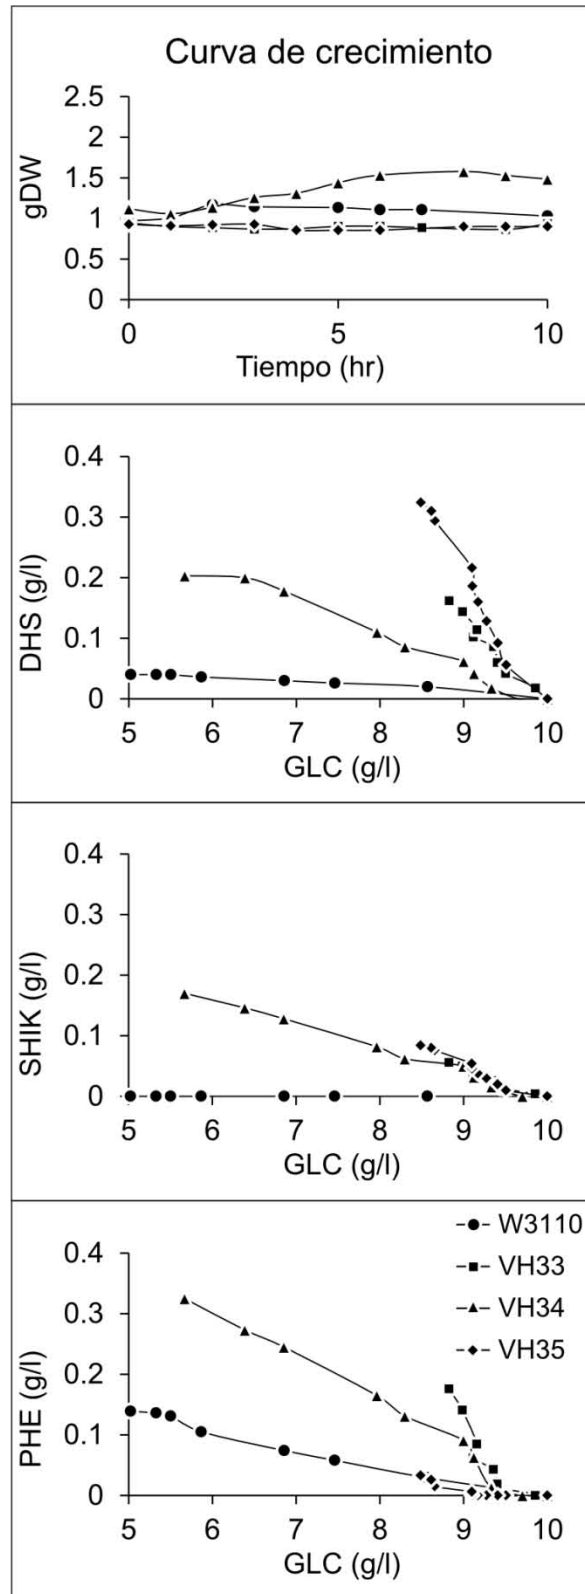 Curva de crecimiento
2.5
2
1.5
1
0.5
0
gDW
0 5 10
Tiempo (hr)
0.4
0.3
0.2
0.1
0
DHS (g/l)
5 6 7 8 9 10
GLC (g/l)
0.4
0.3
0.2
0.1
0
SHIK (g/l)
5 6 7 8 9 10
GLC (g/l)
W3110
VH33
VH34
VH35
0.4
0.3
0.2
0.1
0
PHE (g/l)
5 6 7 8 9 10
GLC (g/l)